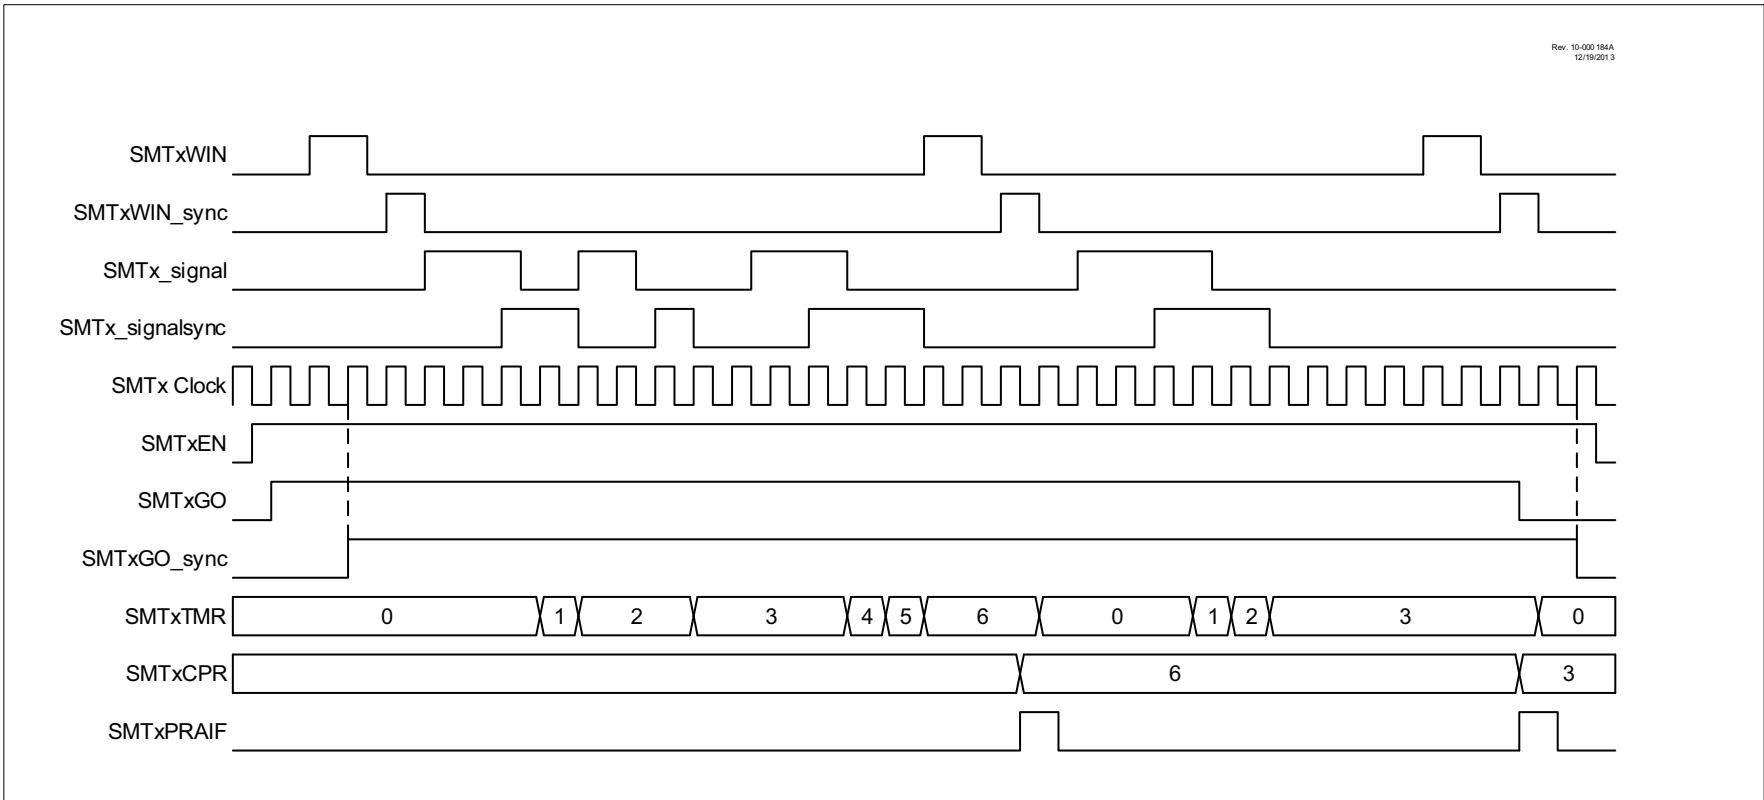 Rev. 10-000 184A
12/19/201 3
SMTxWIN
SMTxWIN_sync
SMTx_signal
SMTx_signalsync
SMTx Clock
SMTxEN
SMTxGO
SMTxGO_sync
SMTxTMR 0 1 2 3 4 5 6 0 1 2 3 0
SMTxCPR 6 3
SMTxPRAIF